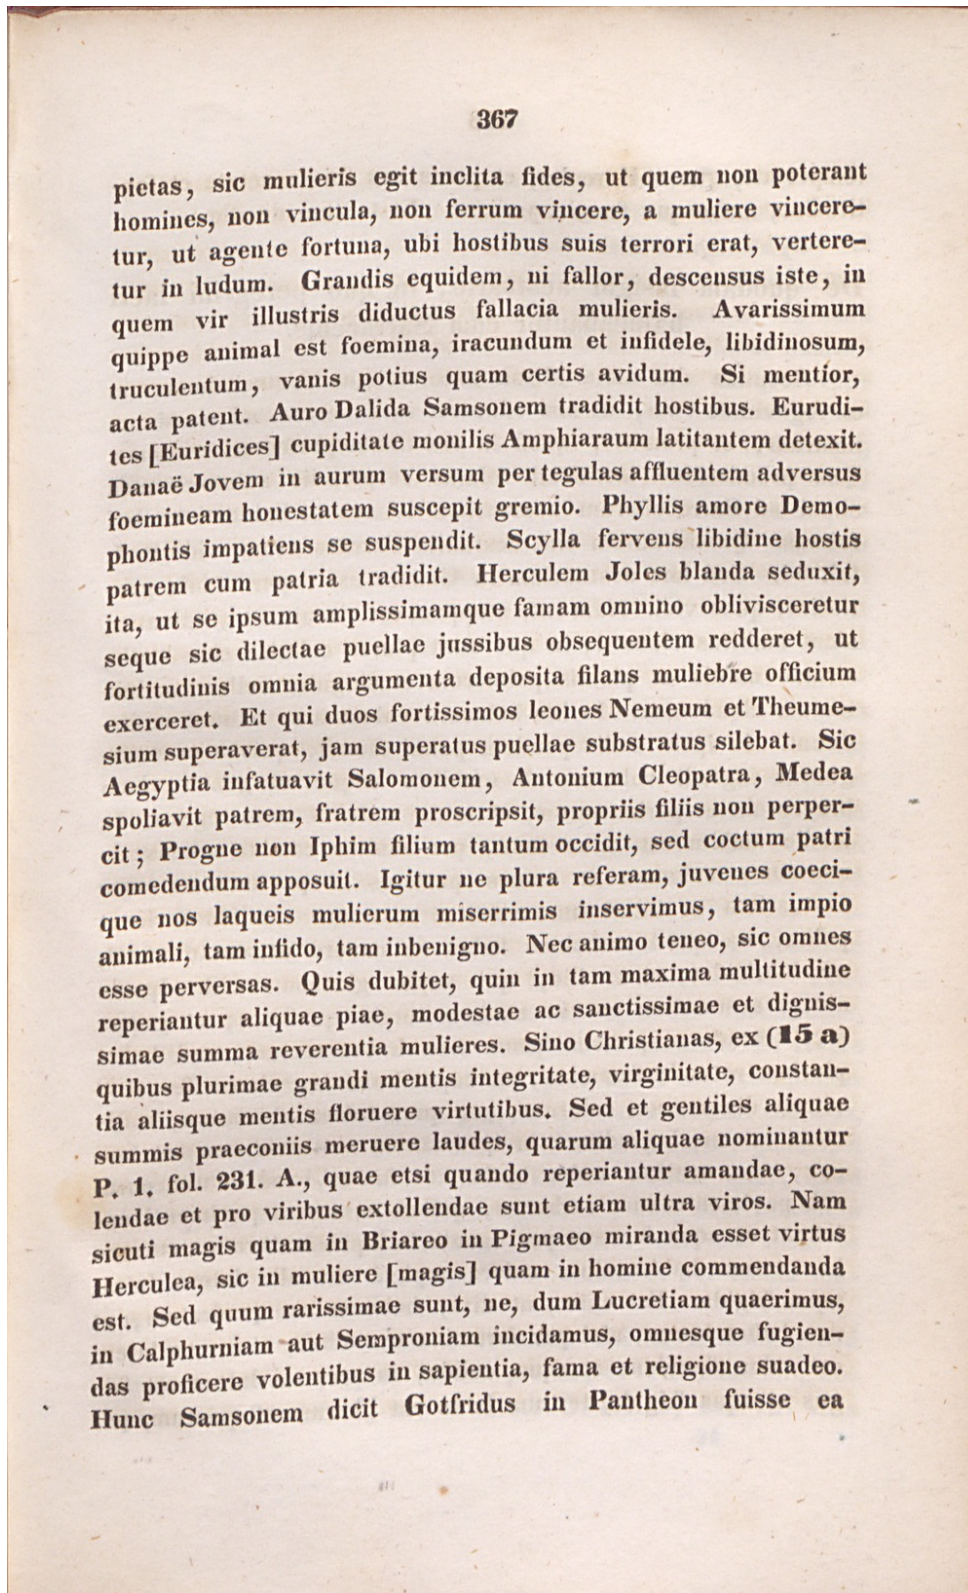 367
pietas, sic mulieris egit inclita fides, ut quem non poterant
homines, non vincula, non ferrum vincere, a muliere vincere-
tur, ut agente fortuna, ubi hostibus suis terrori erat, vertere-
tur in ludum. Grandis equidem, ni fallor, descensus iste, in
quem vir illustris diductus fallacia mulieris. Avarissimum
quippe animal est foemina, iracundum et infidele, libidinosum,
truculentum, vanis potius quam certis avidum. Si mentior,
acta patent. Auro Dalida Samsonem tradidit hostibus. Eurudi-
tes [Euridices] cupiditate monilis Amphiaraum latitantem detexit.
Danaë Jovem in aurum versum per tegulas affluentem adversus
foemineam honestatem suscepit gremio. Phyllis amore Demo-
phontis impatiens se suspendit. Scylla fervens libidine hostis
patrem cum patria tradidit. Herculem Joles blanda seduxit,
ita, ut se ipsum amplissimamque famam omnino oblivisceretur
seque sic dilectae puellae jussibus obsequentem redderet, ut
fortitudinis omnia argumenta deposita filans muliebre officium
exerceret. Et qui duos fortissimos leones Nemeum et Theume-
sium superaverat, jam superatus puellae substratus silebat. Sic
Aegyptia infatuavit Salomonem, Antonium Cleopatra, Medea
spoliavit patrem, fratrem proscripsit, propriis filiis non perper-
cit; Progne non Iphim filium tantum occidit, sed coctum patri
comedendum apposuit. Igitur ne plura referam, juvenes coeci-
que nos laqueis mulierum miserrimis inservimus, tam impio
animali, tam infido, tam inbenigno. Nec animo teneo, sic omnes
esse perversas. Quis dubitet, quin in tam maxima multitudine
reperiantur aliquae piae, modestae ac sanctissimae et dignis-
simae summa reverentia mulieres. Sino Christianas, ex (15 a)
quibus plurimae grandi mentis integritate, virginitate, constan-
tia aliisque mentis floruere virtutibus. Sed et gentiles aliquae
summis praeconiis meruere laudes, quarum aliquae nominantur
P. 1. fol. 231. A., quae etsi quando reperiantur amandae, co-
lendae et pro viribus extollendae sunt etiam ultra viros. Nam
sicuti magis quam in Briareo in Pigmaeo miranda esset virtus
Herculea, sic in muliere [magis] quam in homine commendanda
est. Sed quum rarissimae sunt, ne, dum Lucretiam quaerimus,
in Calphurniam aut Semproniam incidamus, omnesque fugien-
das proficere volentibus in sapientia, fama et religione suadeo.
Hunc Samsonem dicit Gotfridus in Pantheon fuisse ea